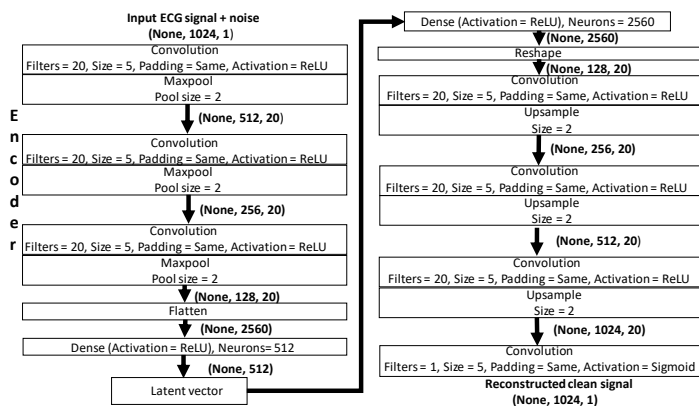 Input ECG signal + noise
(None, 1024, 1)
Convolution
Filters = 20, Size = 5, Padding = Same, Activation = ReLU
Maxpool
Pool size = 2
(None, 512, 20)
Convolution
Filters = 20, Size = 5, Padding = Same, Activation = ReLU
Maxpool
Pool size = 2
(None, 256, 20)
Convolution
Filters = 20, Size = 5, Padding = Same, Activation = ReLU
Maxpool
Pool size = 2
(None, 128, 20)
Flatten
(None, 2560)
Dense (Activation = ReLU), Neurons= 512
(None, 512)
Latent vector
Encoder
Dense (Activation = ReLU), Neurons = 2560
(None, 2560)
Reshape
(None, 128, 20)
Convolution
Filters = 20, Size = 5, Padding = Same, Activation = ReLU
Upsample
Size = 2
(None, 256, 20)
Convolution
Filters = 20, Size = 5, Padding = Same, Activation = ReLU
Upsample
Size = 2
(None, 512, 20)
Convolution
Filters = 20, Size = 5, Padding = Same, Activation = ReLU
Upsample
Size = 2
(None, 1024, 20)
Convolution
Filters = 1, Size = 5, Padding = Same, Activation = Sigmoid
Reconstructed clean signal
(None, 1024, 1)